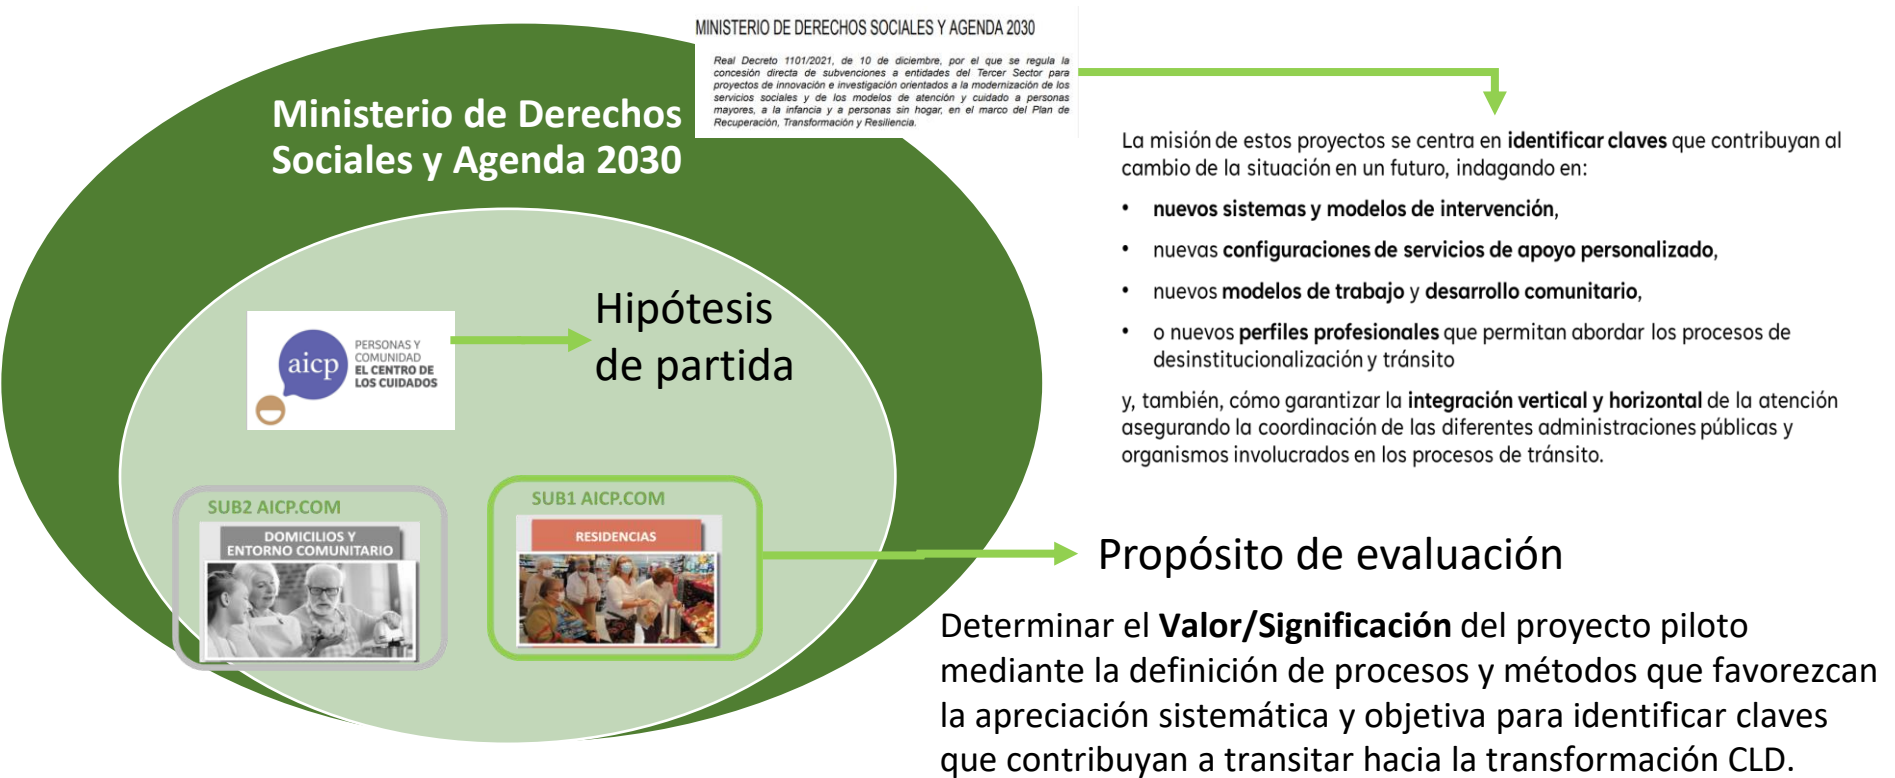 MINISTERIO DE DERECHOS SOCIALES Y AGENDA 2030
Real Decreto 1101/2021, de 10 de diciembre, por el que se regula la
concesión directa de subvenciones a entidades del Tercer Sector para
proyectos de innovación e investigación orientados a la modernización de los
servicios sociales y de los modelos de atención y cuidado a personas
mayores, a la infancia y a personas sin hogar, en el marco del Plan de
Recuperación, Transformación y Resiliencia.
Ministerio de Derechos
Sociales y Agenda 2030
La misión de estos proyectos se centra en identificar claves que contribuyan al
cambio de la situación en un futuro, indagando en:
• nuevos sistemas y modelos de intervención,
• nuevas configuraciones de servicios de apoyo personalizado,
• nuevos modelos de trabajo y desarrollo comunitario,
• o nuevos perfiles profesionales que permitan abordar los procesos de
desinstitucionalización y tránsito
y, también, cómo garantizar la integración vertical y horizontal de la atención
asegurando la coordinación de las diferentes administraciones públicas y
organismos involucrados en los procesos de tránsito.
aicp
PERSONAS Y
COMUNIDAD
EL CENTRO DE
LOS CUIDADOS
Hipótesis
de partida
SUB2 AICP.COM
DOMICILIOS Y
ENTORNO COMUNITARIO
SUB1 AICP.COM
RESIDENCIAS
Propósito de evaluación
Determinar el Valor/Significación del proyecto piloto
mediante la definición de procesos y métodos que favorezcan
la apreciación sistemática y objetiva para identificar claves
que contribuyan a transitar hacia la transformación CLD.